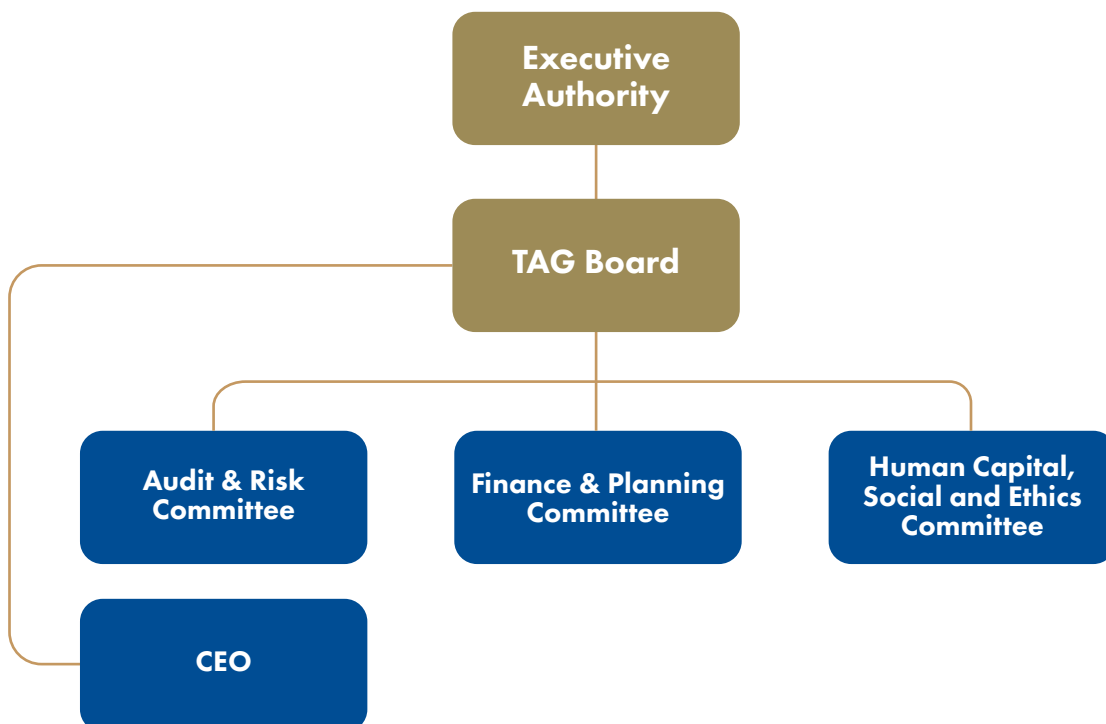 Executive
Authority
TAG Board
Audit & Risk
Committee
Finance & Planning
Committee
Human Capital,
Social and Ethics
Committee
CEO